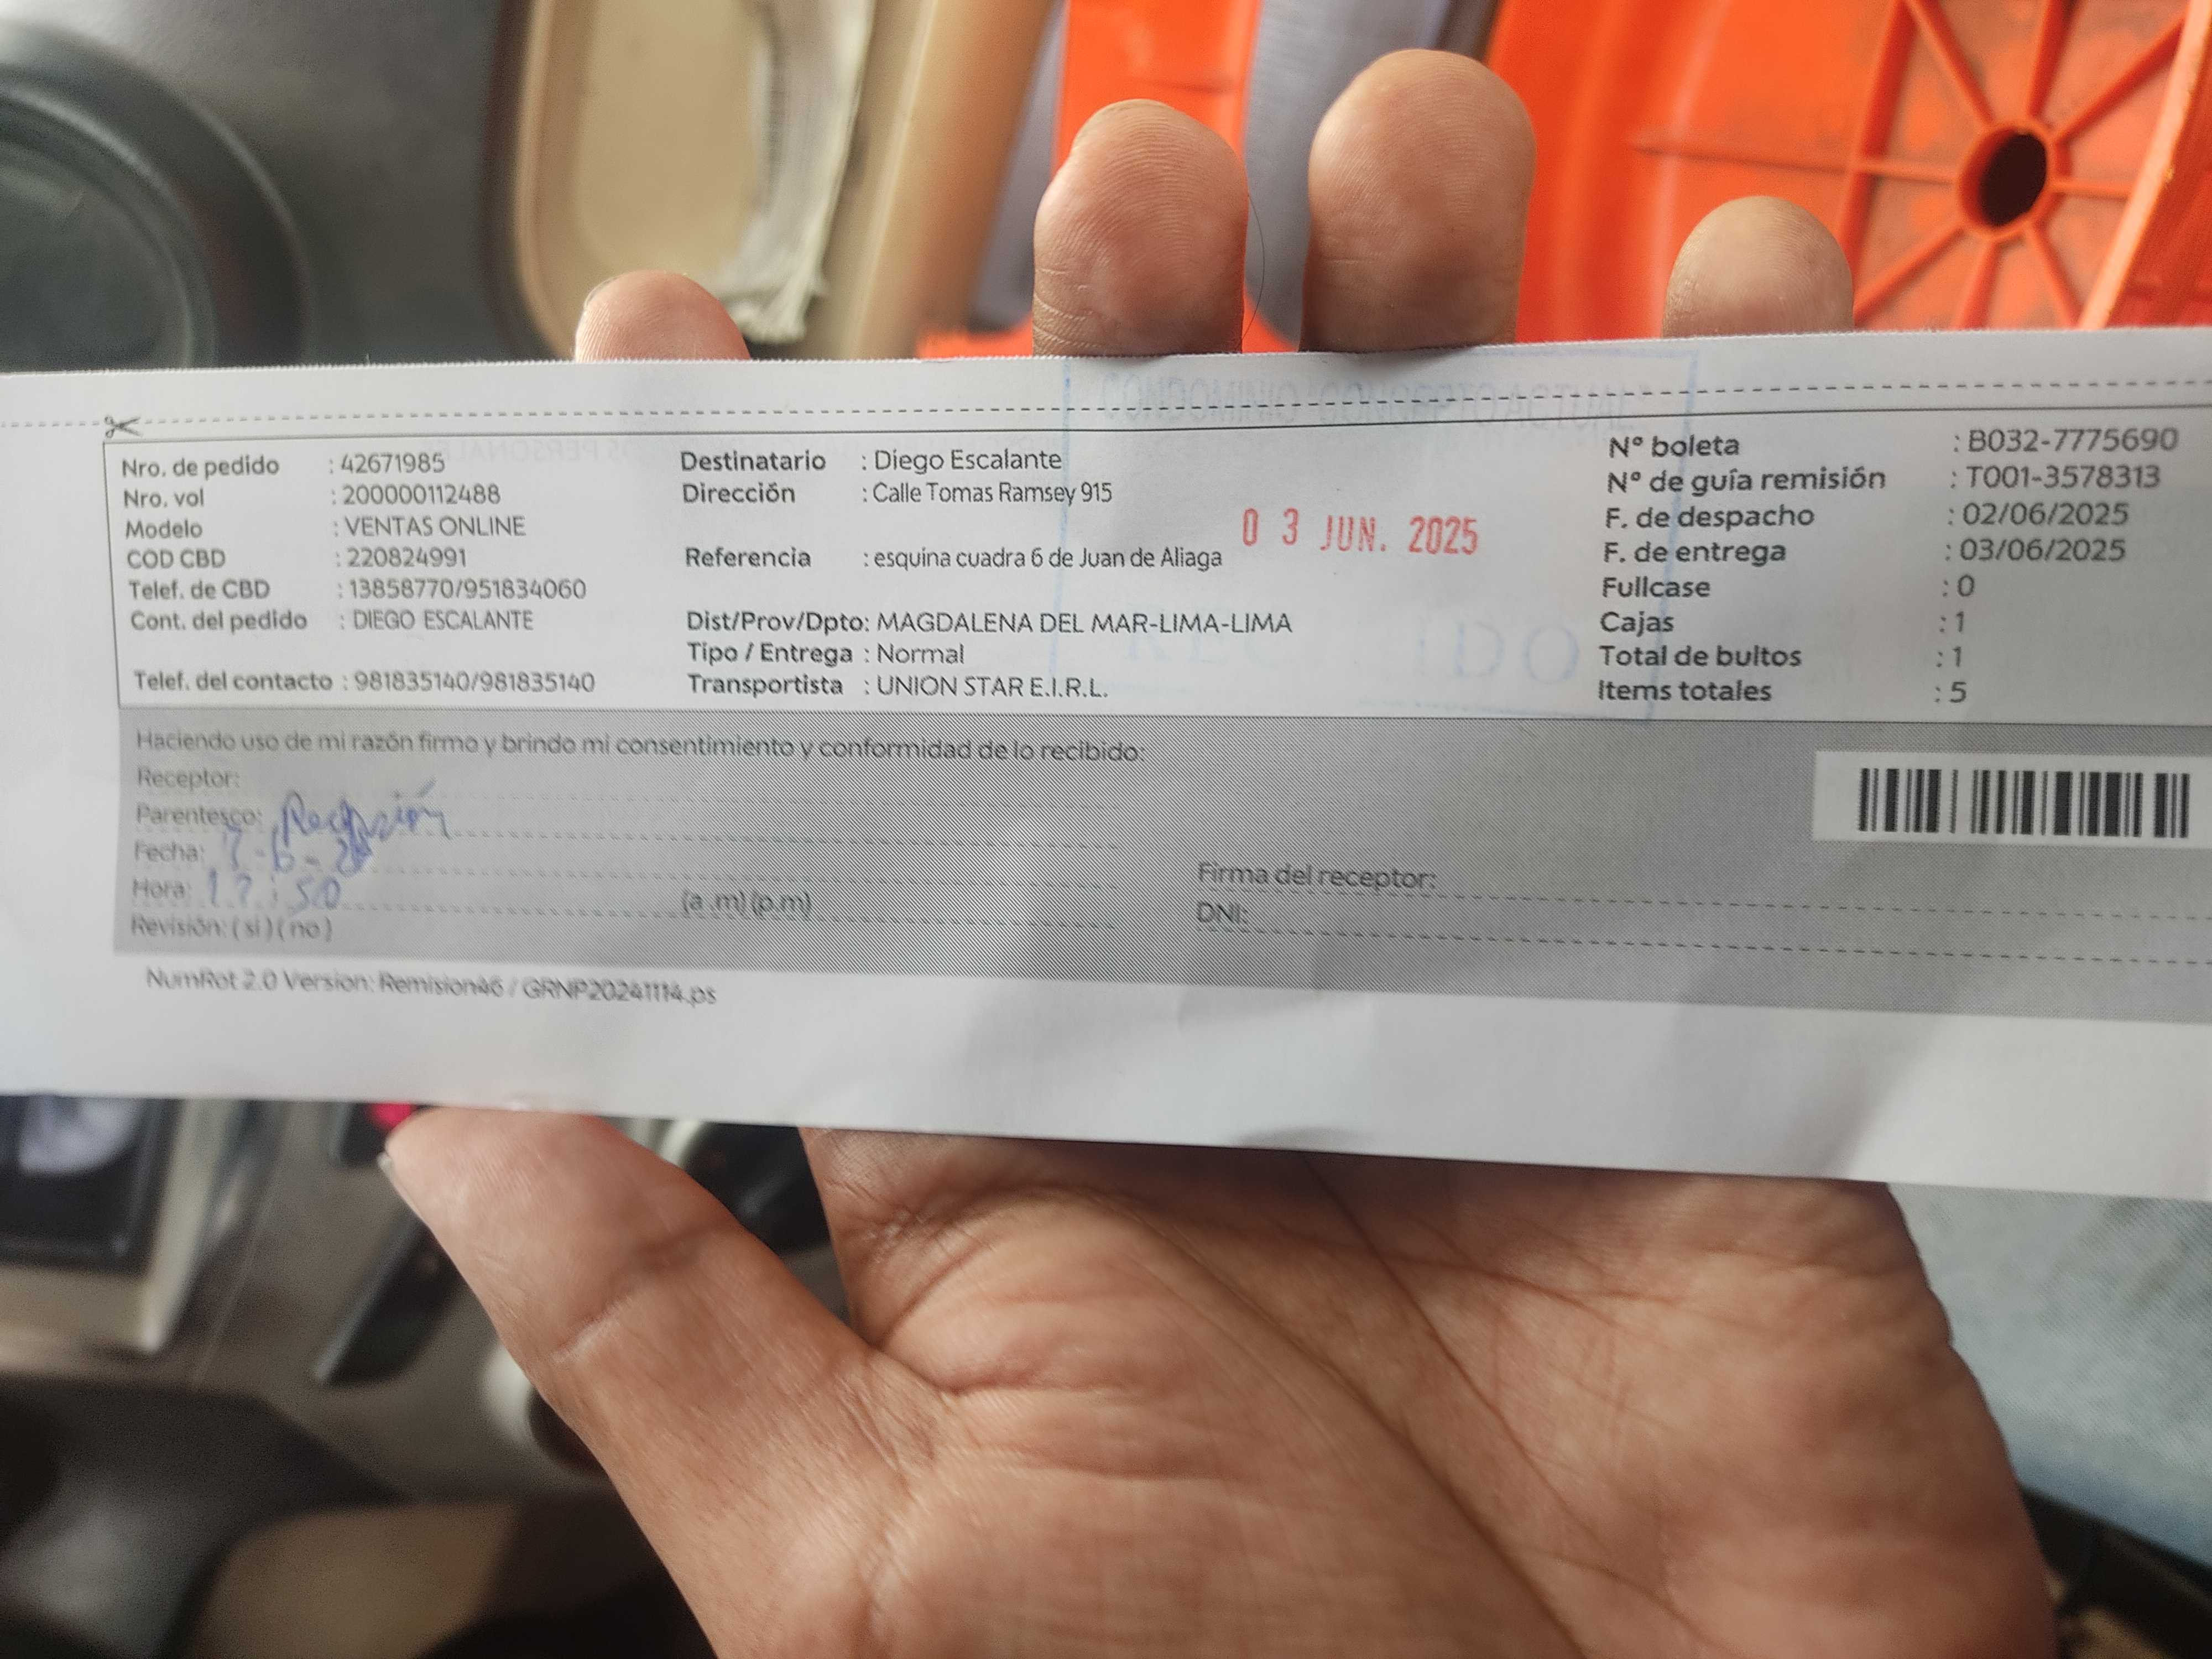 Nro. de pedido : 42671985
Nro. vol : 200000112488
Modelo : VENTAS ONLINE
COD CBD : 220824991
Telef. de CBD : 13858770/951834060
Cont. del pedido : DIEGO ESCALANTE
Telef. del contacto : 981835140/981835140
Destinatario : Diego Escalante
Dirección : Calle Tomas Ramsey 915
03 JUN. 2025
Referencia : esquina cuadra 6 de Juan de Aliaga
Dist/Prov/Dpto: MAGDALENA DEL MAR-LIMA-LIMA
Tipo / Entrega : Normal
Transportista : UNION STAR E.I.R.L.
N° boleta : B032-7775690
N° de guía remisión : T001-3578313
F. de despacho : 02/06/2025
F. de entrega : 03/06/2025
Fullcase : 0
Cajas : 1
Total de bultos : 1
Items totales : 5
Haciendo uso de mi razón firmo y brindo mi consentimiento y conformidad de lo recibido:
Receptor:
Parentesco:
Fecha:
Hora: (a .m) (p.m)
Revisión: ( si ) ( no )
Firma del receptor:
DNI:
NumRot 2.0 Version: Remision46 / GRNP20241114.ps